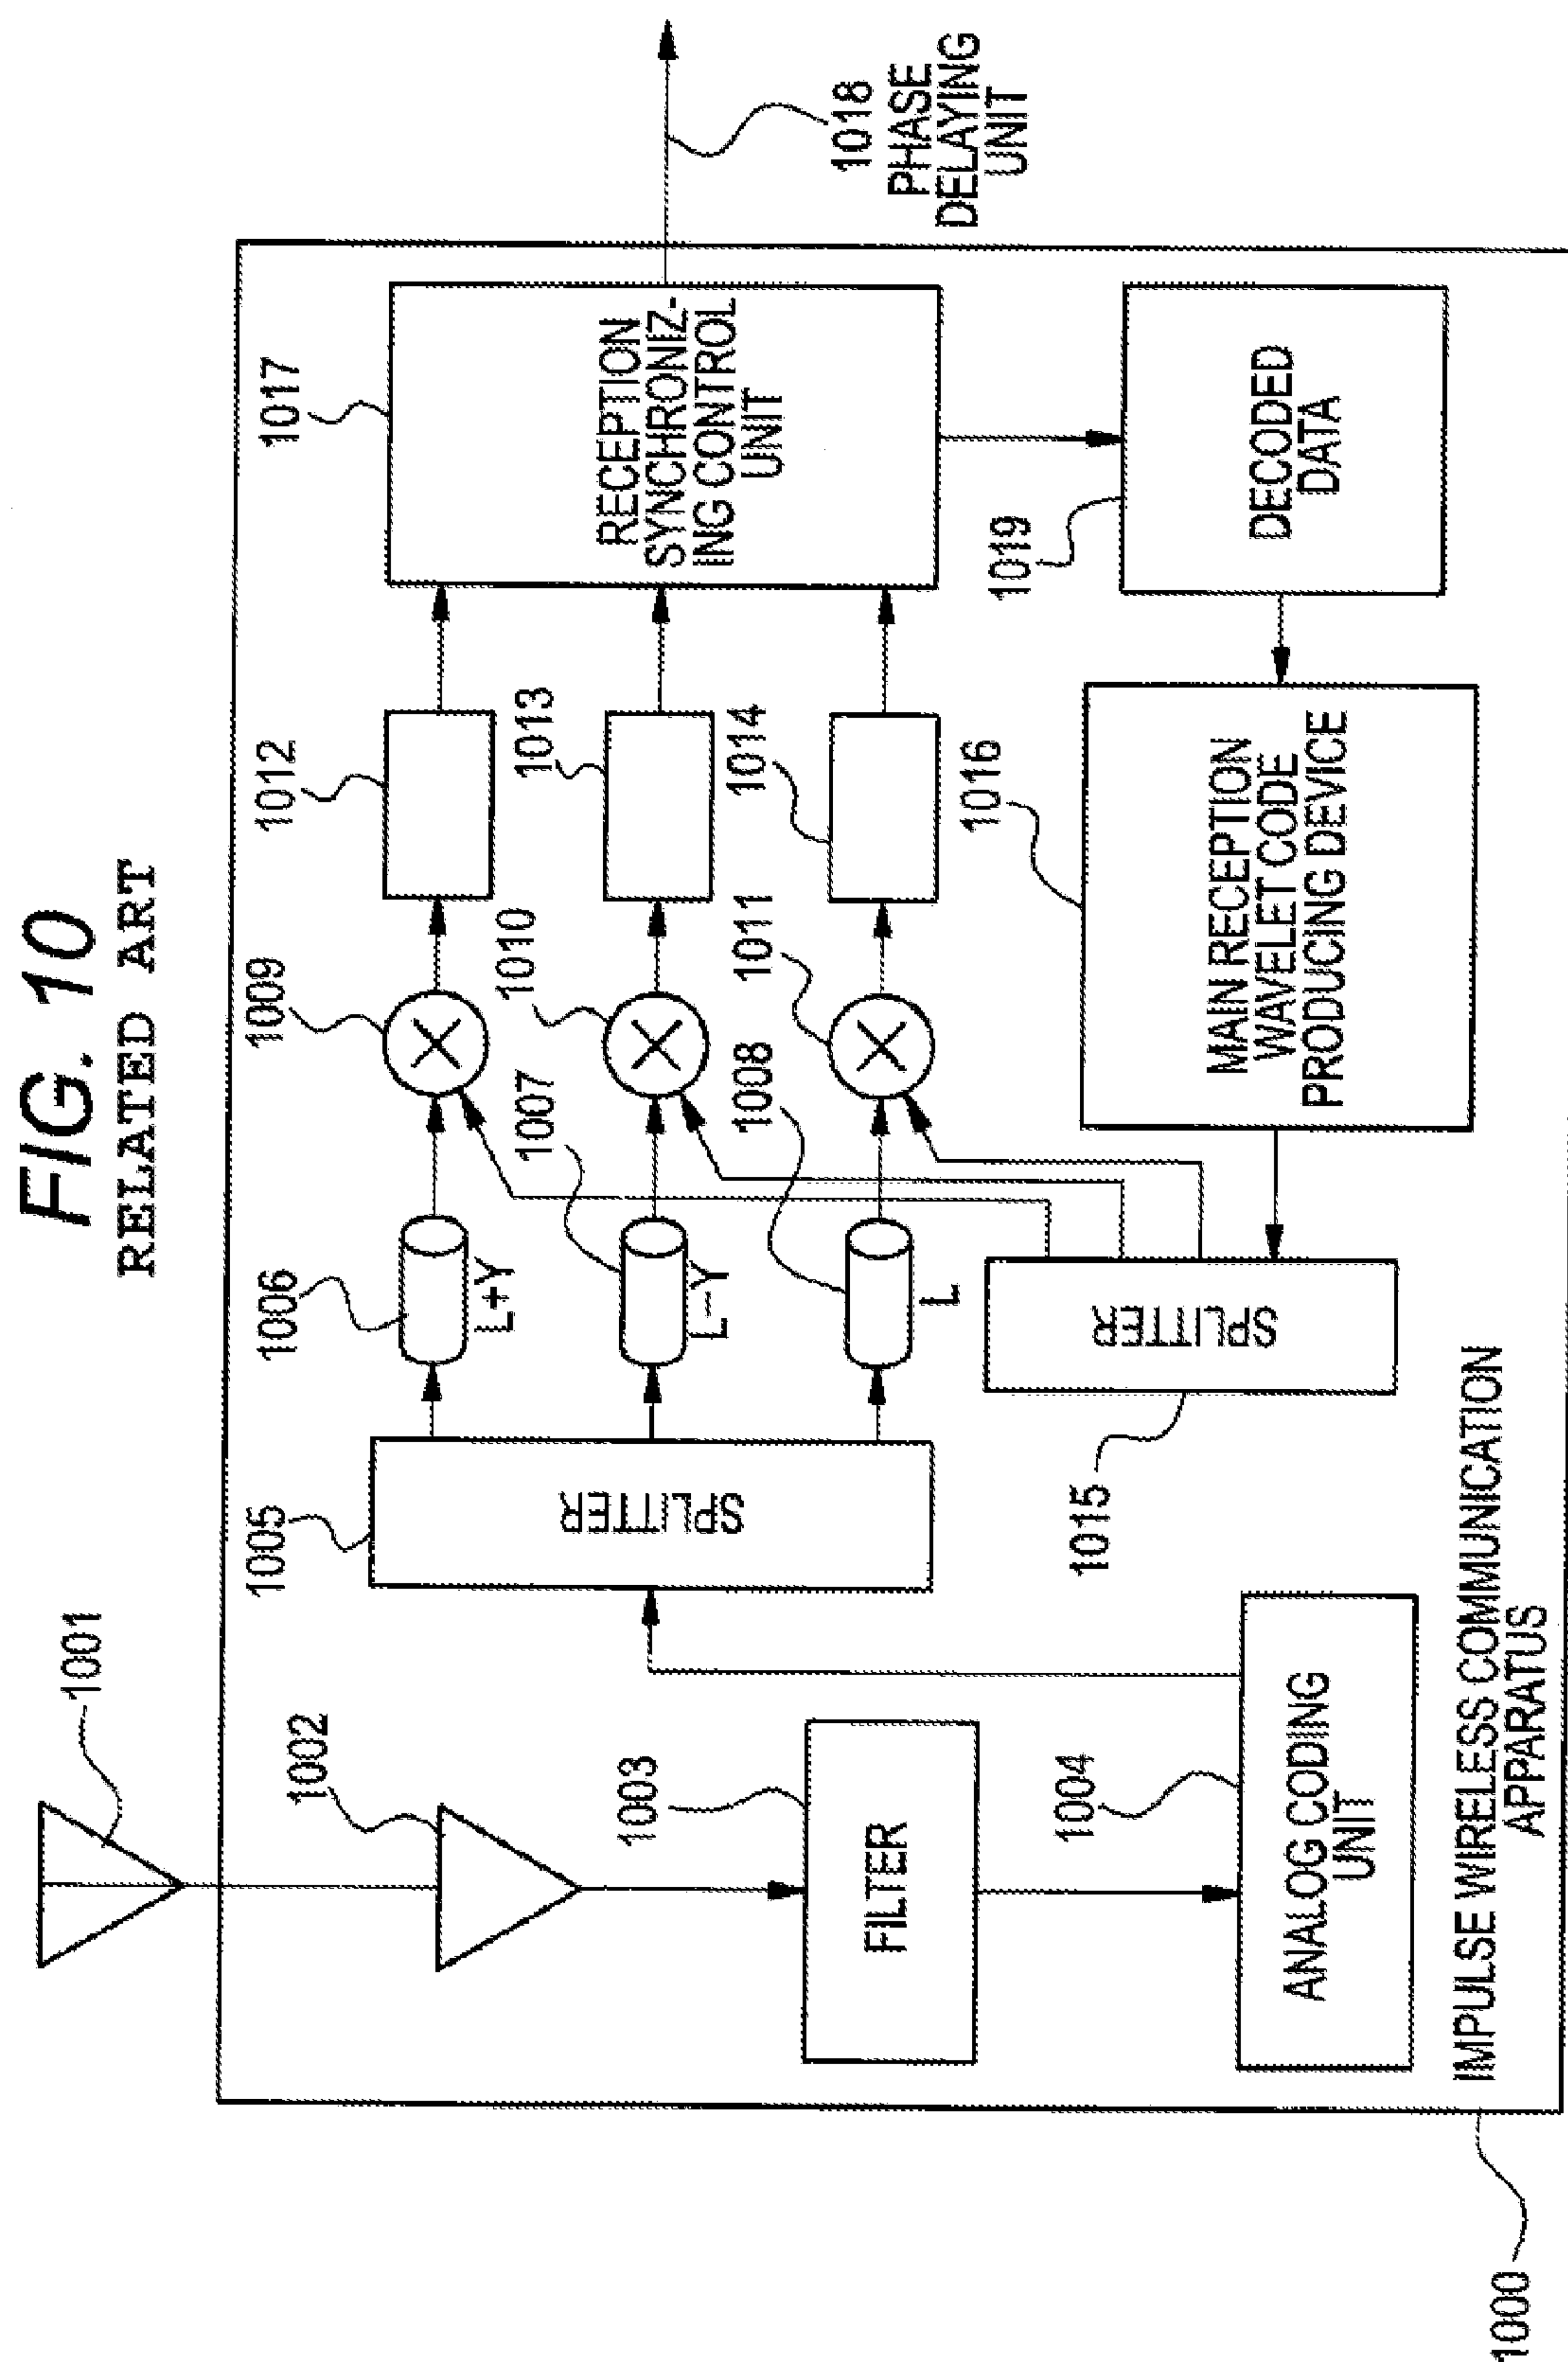 FIG. 10
RELATED ART
1001
1002
1003
FILTER
1004
ANALOG CODING
UNIT
1005
SPLITTER
1006
L+Y
1007
L−Y
1008
L
1009
1010
1011
1012
1013
1014
1015
SPLITTER
1016
MAIN RECEPTION
WAVELET CODE
PRODUCING DEVICE
1017
RECEPTION
SYNCHRONIZ-
ING CONTROL
UNIT
1018
PHASE
DELAYING
UNIT
1019
DECODED
DATA
IMPULSE WIRELESS COMMUNICATION
APPARATUS
1000